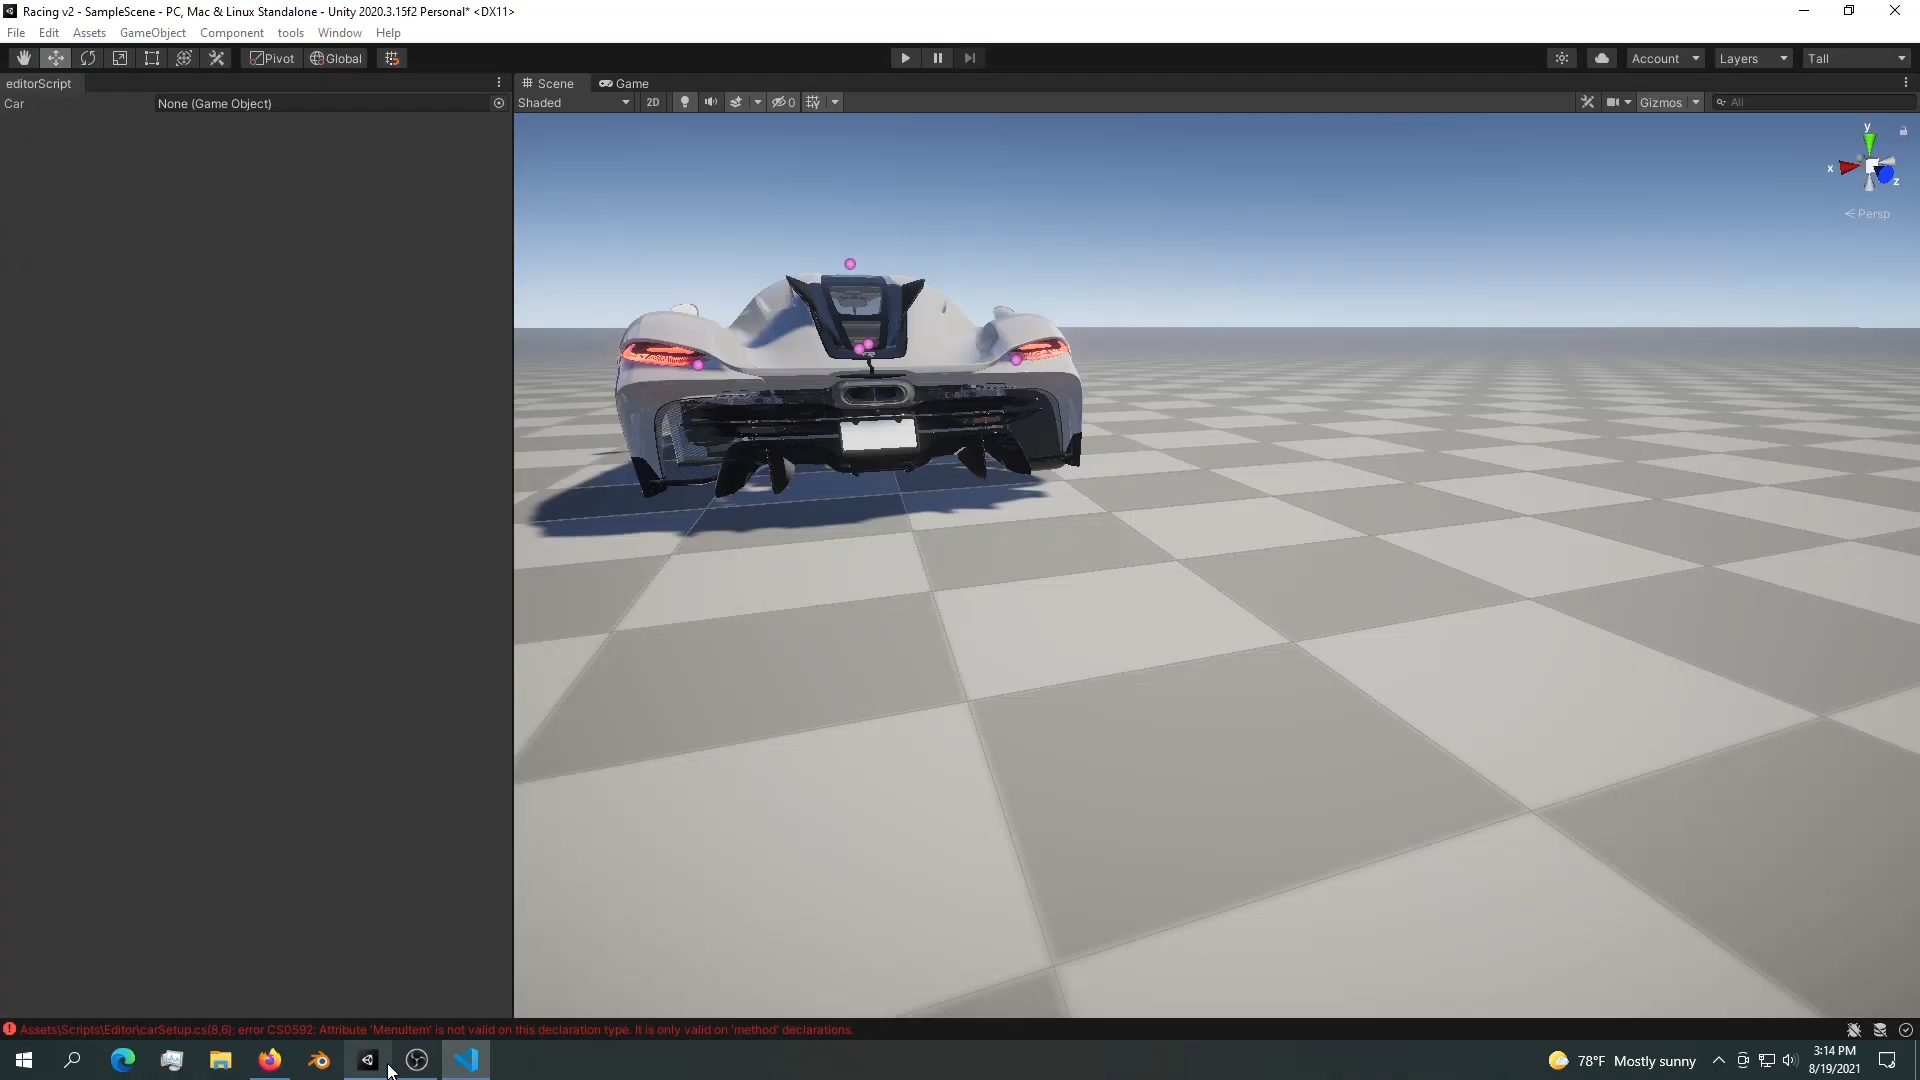 Racing v2 - SampleScene - PC, Mac & Linux Standalone - Unity 2020.3.15f2 Personal* <DX11>
File Edit Assets GameObject Component tools Window Help
Pivot Global Account Layers Tall
editorScript Scene Game
Car None (Game Object) Shaded 2D 0 Gizmos All
y
x
z
Persp
Assets\Scripts\Editor\carSetup.cs(8,6): error CS0592: Attribute 'MenuItem' is not valid on this declaration type. It is only valid on 'method' declarations.
78°F Mostly sunny
3:14 PM
8/19/2021